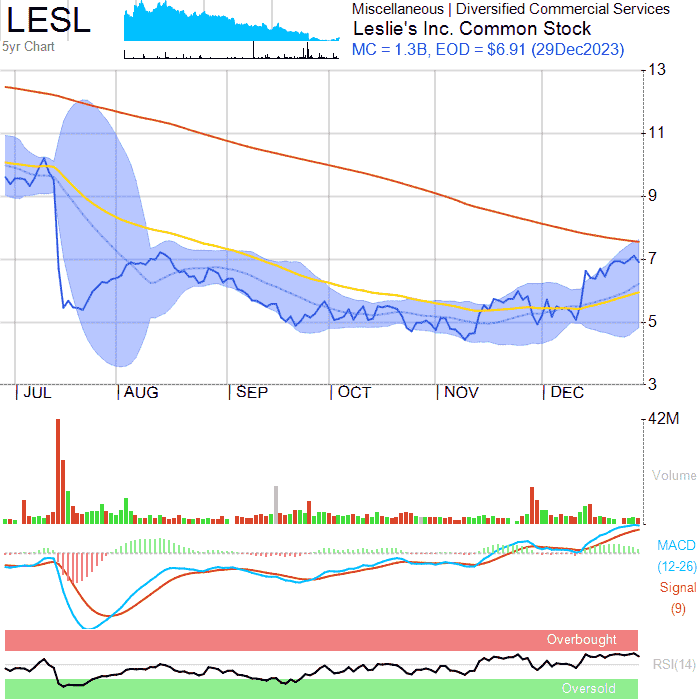 LESL
5yr Chart
Miscellaneous | Diversified Commercial Services
Leslie's Inc. Common Stock
MC = 1.3B, EOD = $6.91 (29Dec2023)
13
11
9
7
5
3
JUL AUG SEP OCT NOV DEC
42M
Volume
MACD
(12-26)
Signal
(9)
Overbought
RSI(14)
Oversold